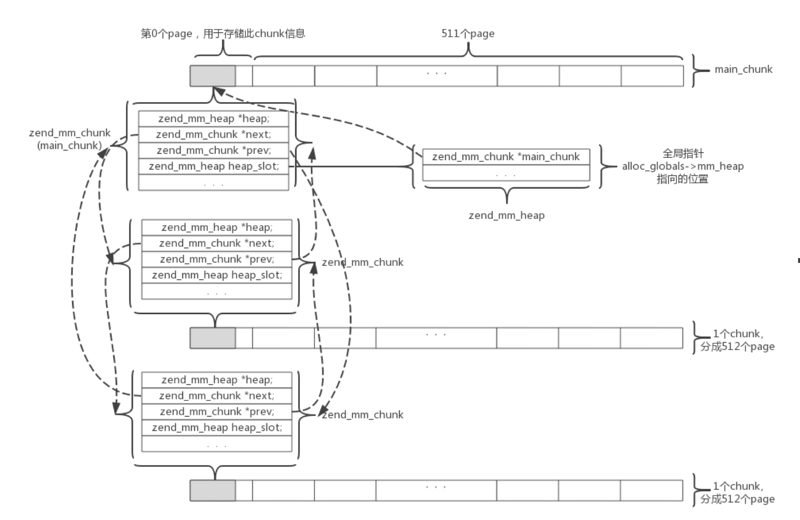 第0个page，用于存储此chunk信息
511个page
. . .
main_chunk
zend_mm_chunk
(main_chunk)
zend_mm_heap *heap;
zend_mm_chunk *next;
zend_mm_chunk *prev;
zend_mm_heap heap_slot;
. . .
zend_mm_chunk *main_chunk
. . .
zend_mm_heap
全局指针
alloc_globals->mm_heap
指向的位置
zend_mm_heap *heap;
zend_mm_chunk *next;
zend_mm_chunk *prev;
zend_mm_heap heap_slot;
. . .
zend_mm_chunk
. . .
1个chunk，
分成512个page
zend_mm_heap *heap;
zend_mm_chunk *next;
zend_mm_chunk *prev;
zend_mm_heap heap_slot;
. . .
zend_mm_chunk
. . .
1个chunk，
分成512个page